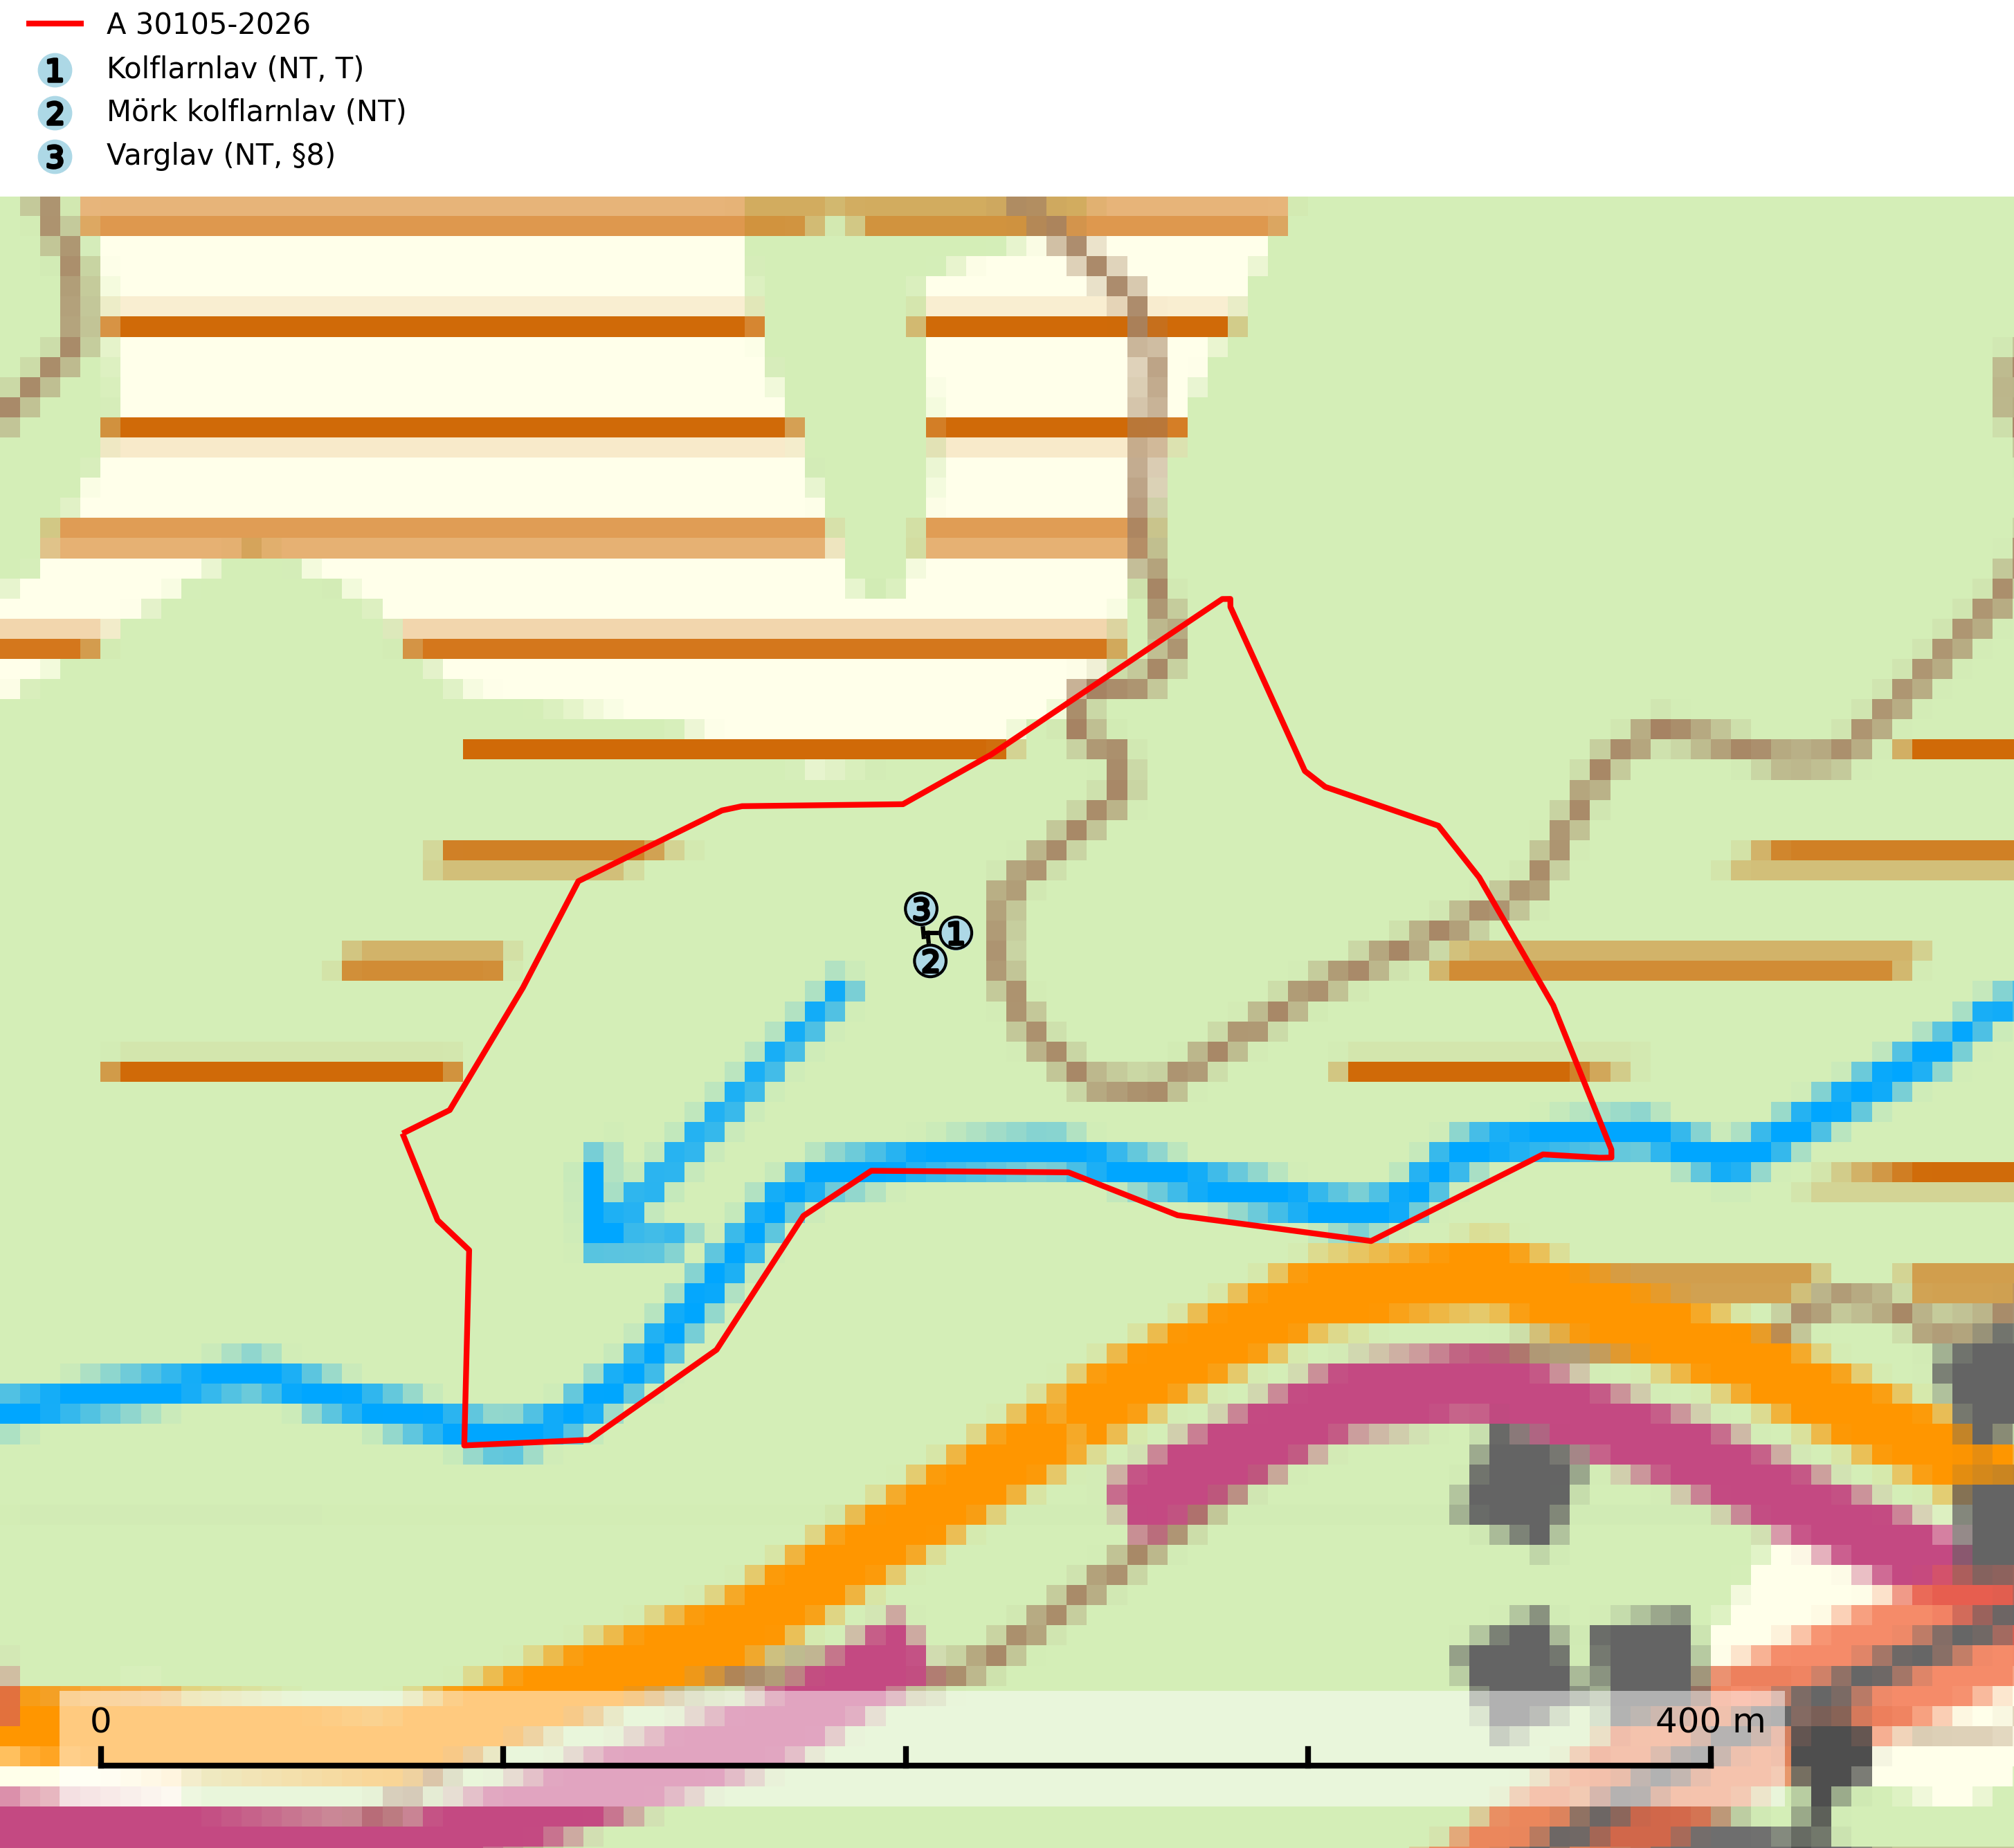 A 30105-2026
1 Kolflarnlav (NT, T)
2 Mörk kolflarnlav (NT)
3 Varglav (NT, §8)
3
1
2
0 400 m